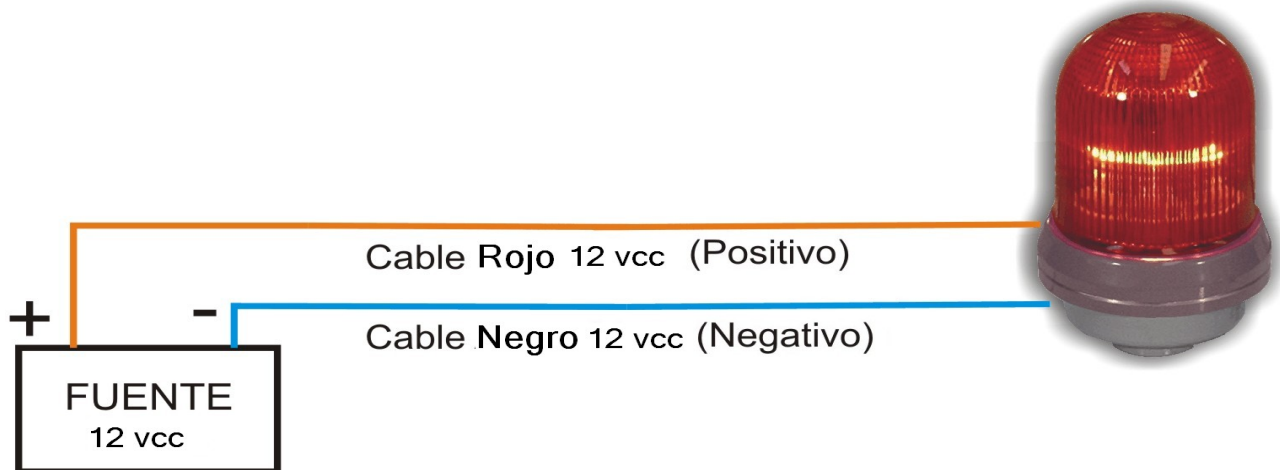 Cable Rojo 12 vcc (Positivo)
+ -
Cable Negro 12 vcc (Negativo)
FUENTE
12 vcc